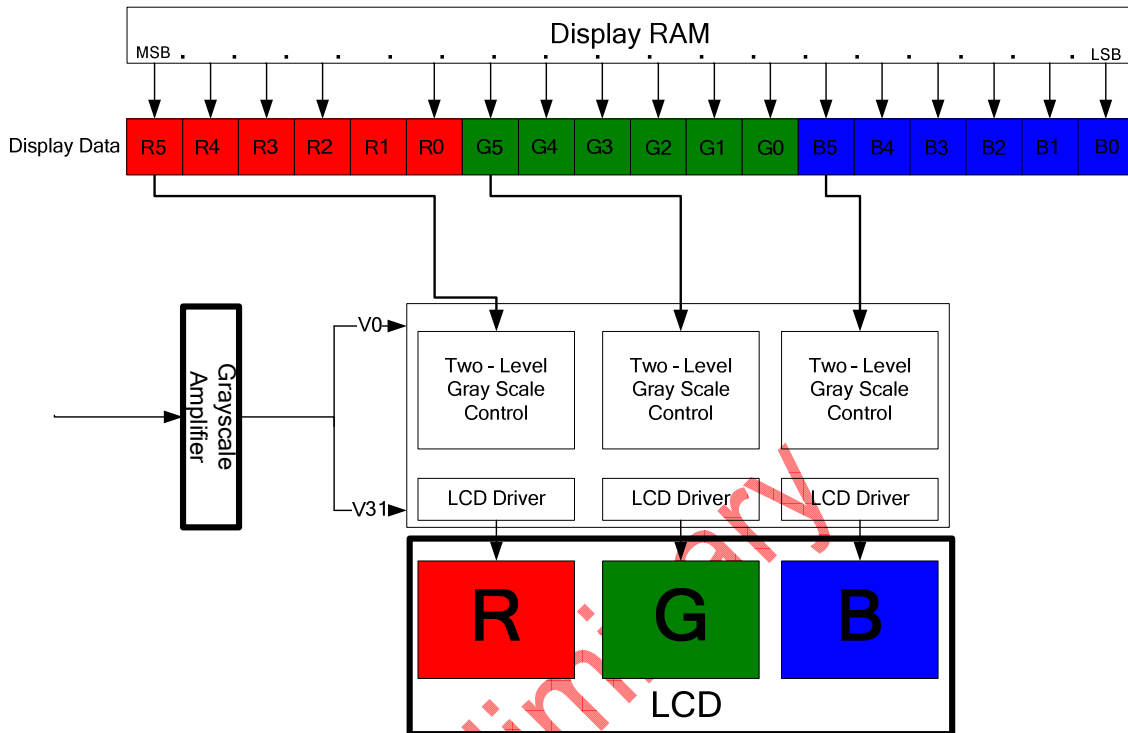 Display RAM
MSB
LSB
Display Data
R5 R4 R3 R2 R1 R0 G5 G4 G3 G2 G1 G0 B5 B4 B3 B2 B1 B0
Grayscale
Amplifier
V0
V31
Two - Level
Gray Scale
Control
Two - Level
Gray Scale
Control
Two - Level
Gray Scale
Control
LCD Driver
LCD Driver
LCD Driver
R
G
B
LCD